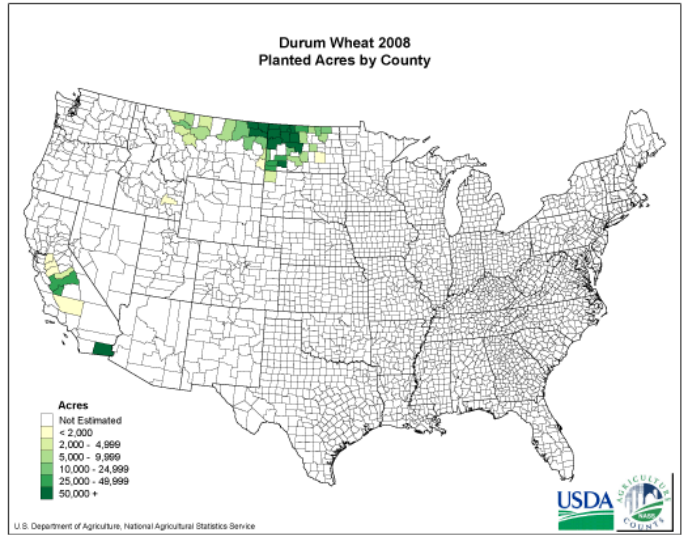 Durum Wheat 2008
Planted Acres by County
Acres
Not Estimated
< 2,000
2,000 - 4,999
5,000 - 9,999
10,000 - 24,999
25,000 - 49,999
50,000 +
USDA
AGRICULTURE
NASS
COUNTS
U.S. Department of Agriculture, National Agricultural Statistics Service